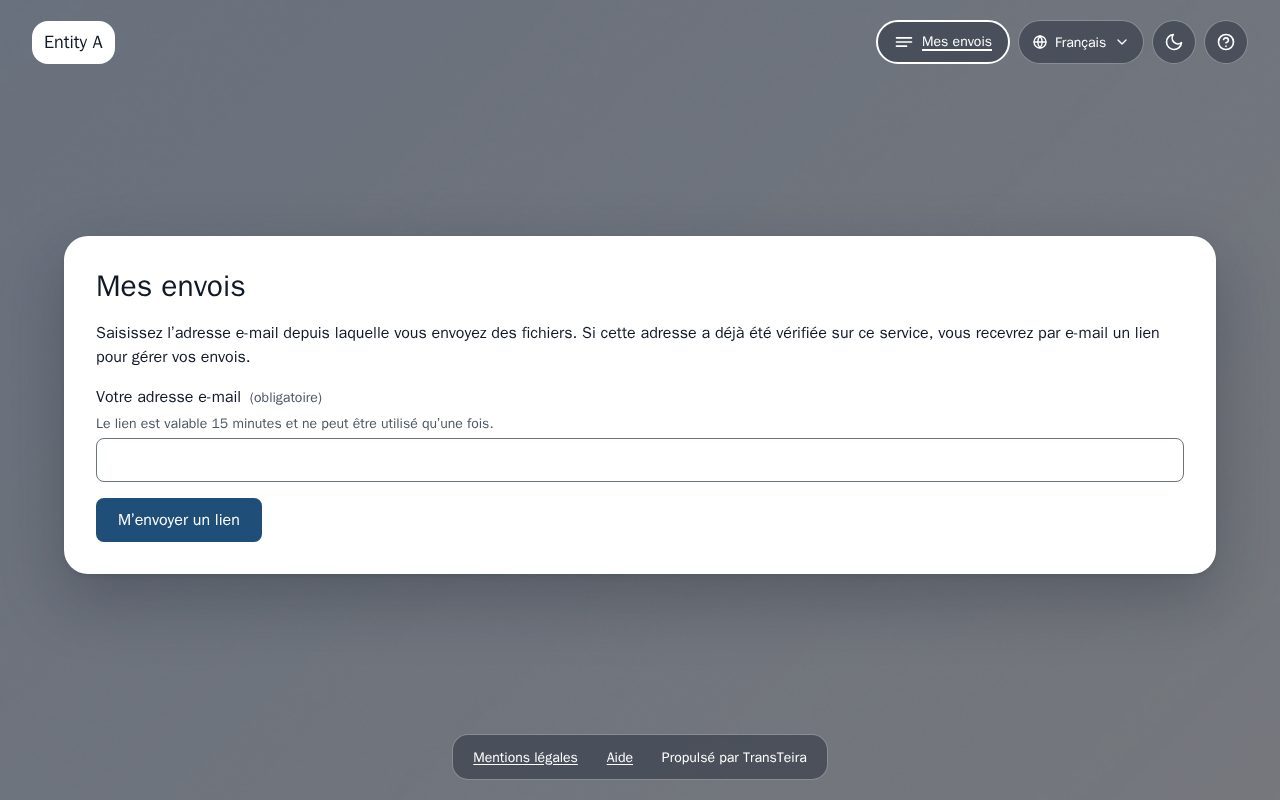 Entity A
Mes envois
Français
Mes envois
Saisissez l'adresse e-mail depuis laquelle vous envoyez des fichiers. Si cette adresse a déjà été vérifiée sur ce service, vous recevrez par e-mail un lien
pour gérer vos envois.
Votre adresse e-mail (obligatoire)
Le lien est valable 15 minutes et ne peut être utilisé qu'une fois.
M'envoyer un lien
Mentions légales
Aide
Propulsé par TransTeira